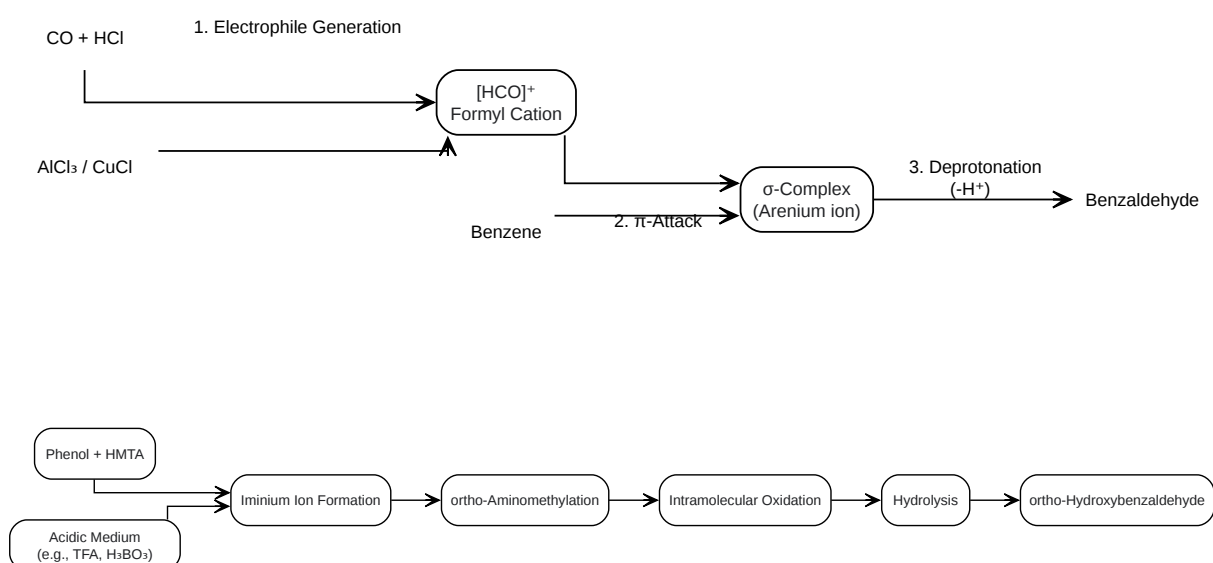 1. Electrophile Generation
CO + HCl
[HCO]⁺
Formyl Cation
AlCl₃ / CuCl
3. Deprotonation
(-H⁺)
σ-Complex
(Arenium ion)
Benzaldehyde
2. π-Attack
Benzene
Phenol + HMTA
Iminium Ion Formation
ortho-Aminomethylation
Intramolecular Oxidation
Hydrolysis
ortho-Hydroxybenzaldehyde
Acidic Medium
(e.g., TFA, H₃BO₃)